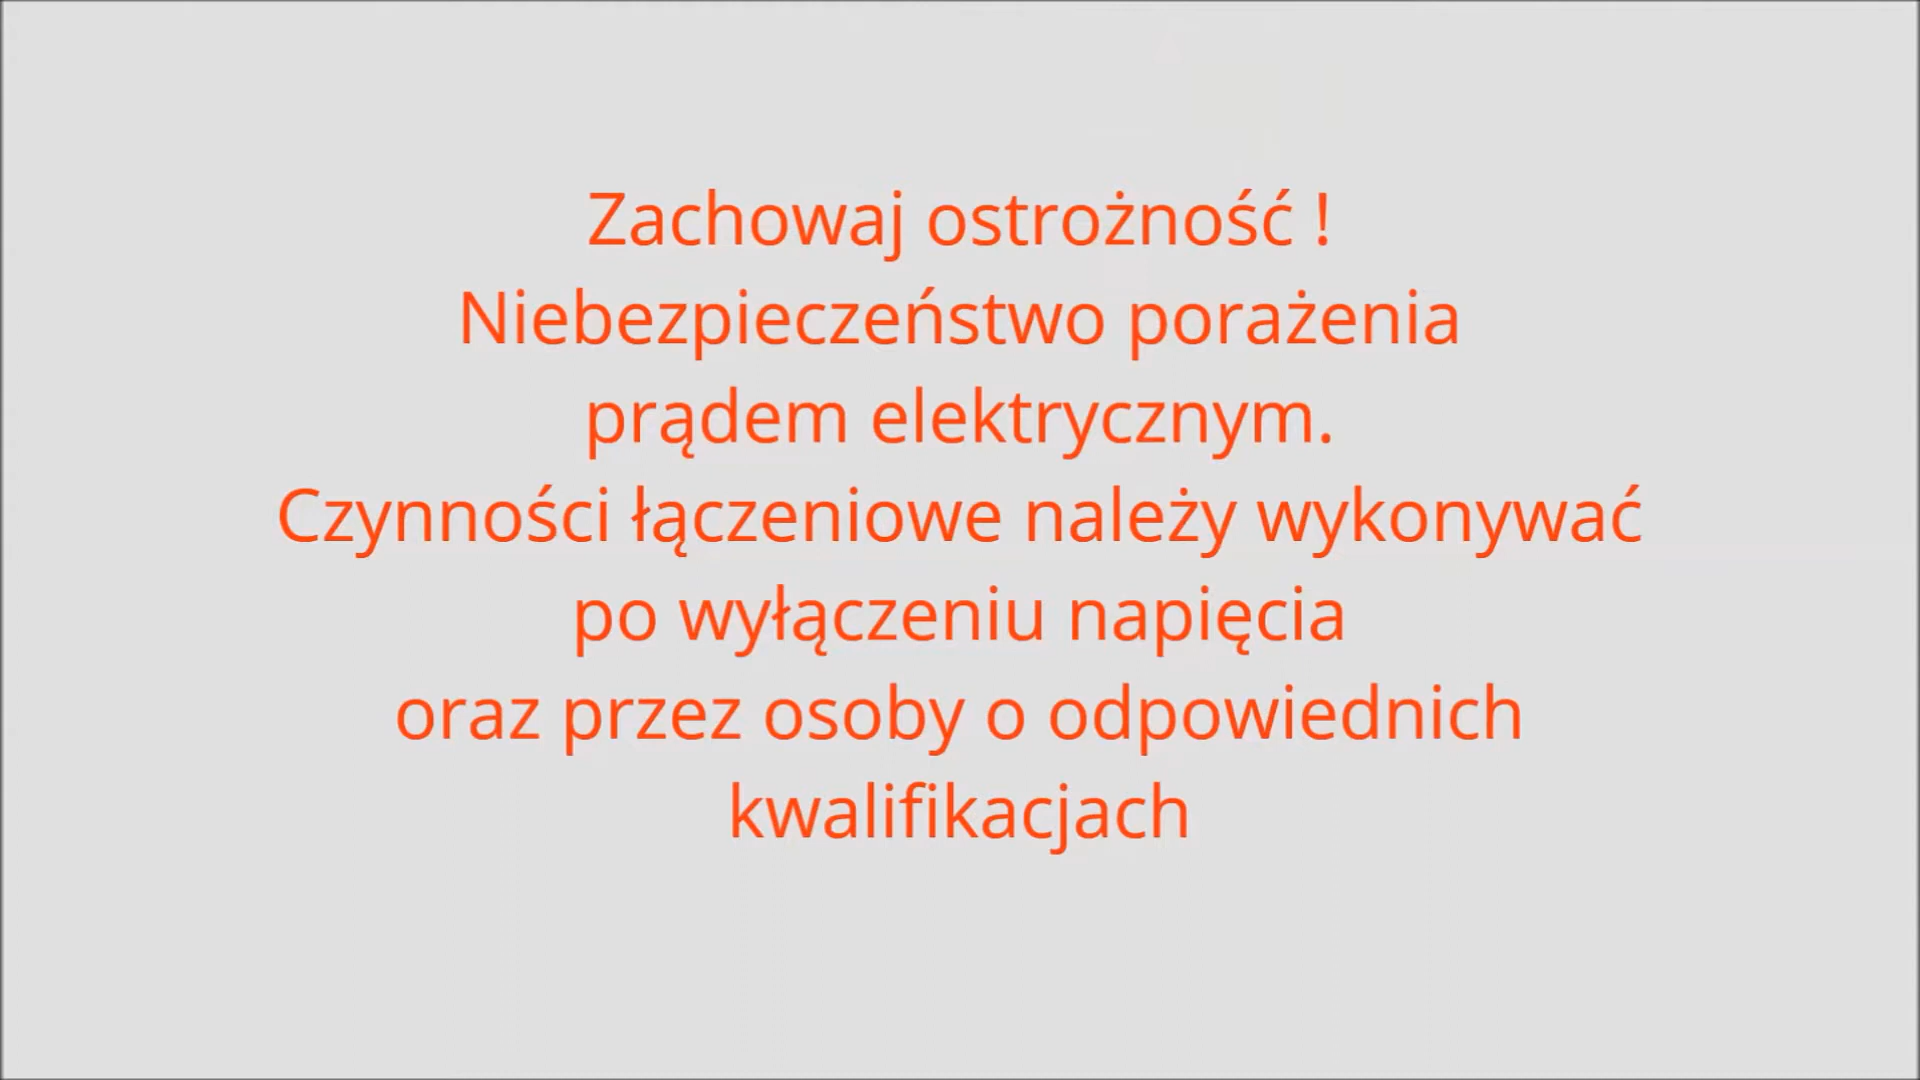 Zachowaj ostrożność !
Niebezpieczeństwo porażenia
prądem elektrycznym.
Czynności łączeniowe należy wykonywać
po wyłączeniu napięcia
oraz przez osoby o odpowiednich
kwalifikacjach